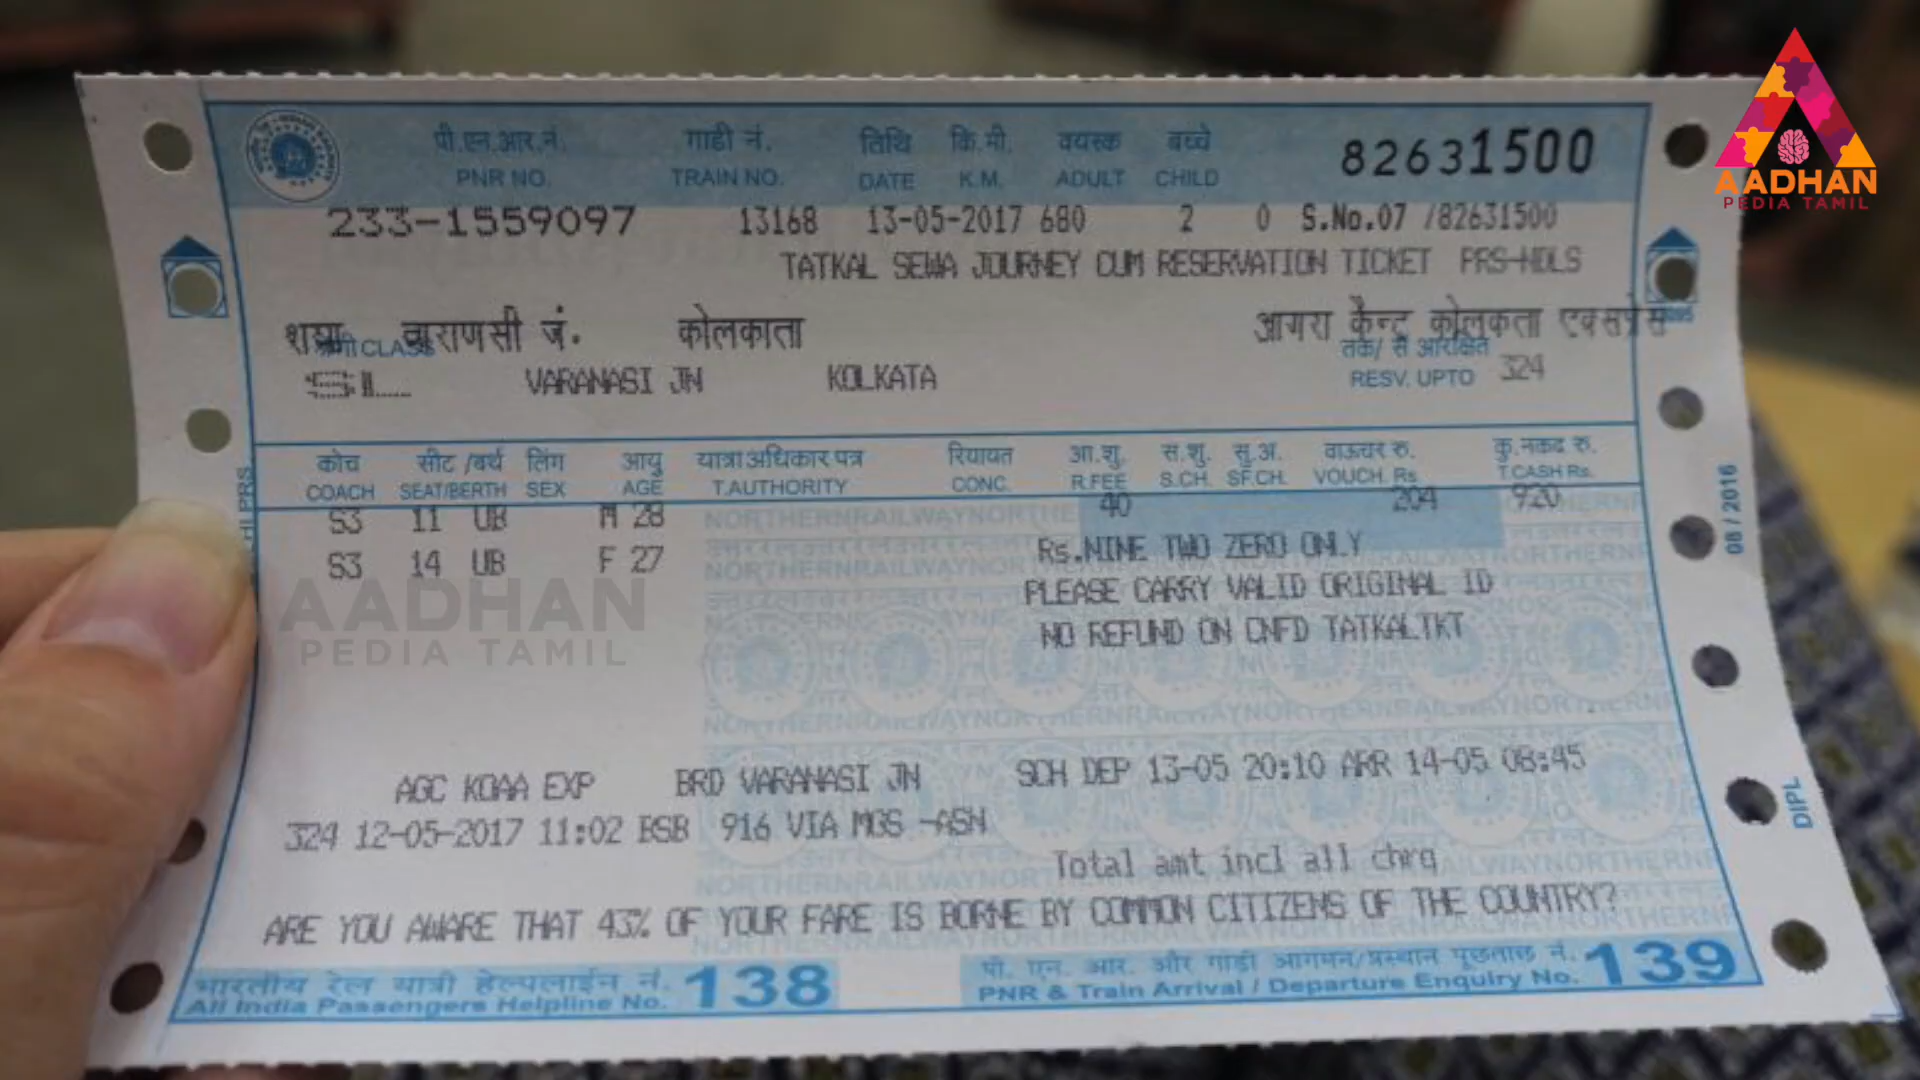 पी.एन.आर.नं. गाडी नं. तिथि कि.मी. वयस्क बच्चे 82631500
PNR NO. TRAIN NO. DATE K.M. ADULT CHILD
233-1559097 13168 13-05-2017 680 2 0 S.No.07 /82631500
TATKAL SEWA JOURNEY CUM RESERVATION TICKET PRS-NDLS
वाराणसी जं. कोलकाता आगरा कैन्ट कोलकता एक्सप्रेस
CLASS तक/ से आरक्षित
SL VARANASI JN KOLKATA RESV. UPTO 324
कोच सीट /बर्थ लिंग आयु यात्रा अधिकार पत्र रियायत आ.शु. स.शु. सु.अ. वाऊचर रु. कु.नकद रु.
COACH SEAT/BERTH SEX AGE T.AUTHORITY CONC. R.FEE S.CH. SF.CH. VOUCH. Rs T.CASH Rs.
40 204 920
S3 11 UB M 28
Rs.NINE TWO ZERO ONLY
S3 14 UB F 27
PLEASE CARRY VALID ORIGINAL ID
NO REFUND ON CNFD TATKALTKT
AGC KOAA EXP BRD VARANASI JN SCH DEP 13-05 20:10 ARR 14-05 08:45
324 12-05-2017 11:02 BSB 916 VIA MGS -ASN
Total amt incl all chrg
ARE YOU AWARE THAT 43% OF YOUR FARE IS BORNE BY COMMON CITIZENS OF THE COUNTRY?
भारतीय रेल यात्री हेल्पलाईन नं. 138
All India Passengers Helpline No.
पी. एन. आर. और गाडी आगमन/प्रस्थान पूछताछ नं. 139
PNR & Train Arrival / Departure Enquiry No.
08 / 2016
DIPL
AADHAN
PEDIA TAMIL
AADHAN
PEDIA TAMIL